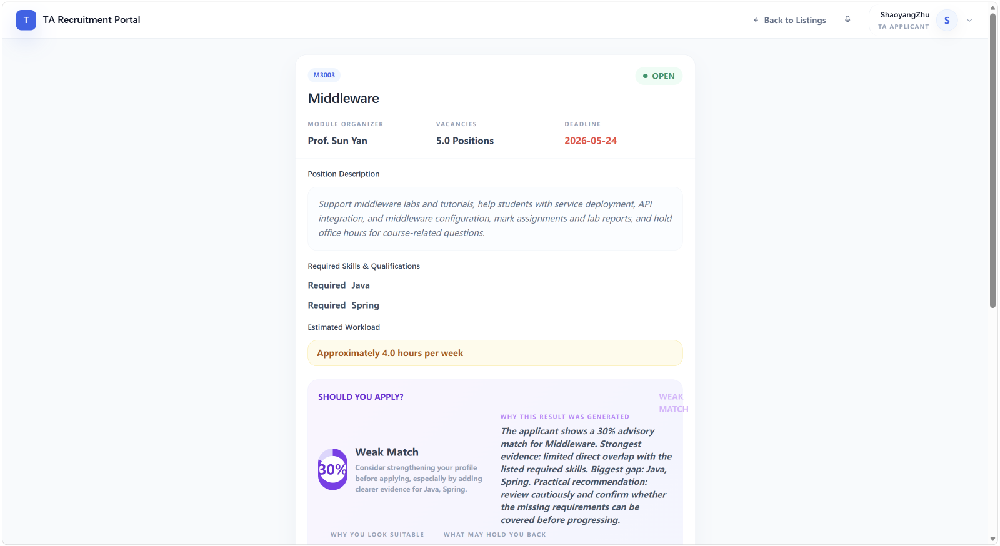 T
TA Recruitment Portal
← Back to Listings
ShaoyangZhu
TA APPLICANT
S
M3003
OPEN
Middleware
MODULE ORGANIZER
VACANCIES
DEADLINE
Prof. Sun Yan
5.0 Positions
2026-05-24
Position Description
Support middleware labs and tutorials, help students with service deployment, API
integration, and middleware configuration, mark assignments and lab reports, and hold
office hours for course-related questions.
Required Skills & Qualifications
Required Java
Required Spring
Estimated Workload
Approximately 4.0 hours per week
SHOULD YOU APPLY?
WEAK
MATCH
30%
Weak Match
Consider strengthening your profile
before applying, especially by adding
clearer evidence for Java, Spring.
WHY THIS RESULT WAS GENERATED
The applicant shows a 30% advisory
match for Middleware. Strongest
evidence: limited direct overlap with the
listed required skills. Biggest gap: Java,
Spring. Practical recommendation:
review cautiously and confirm whether
the missing requirements can be
covered before progressing.
WHY YOU LOOK SUITABLE
WHAT MAY HOLD YOU BACK